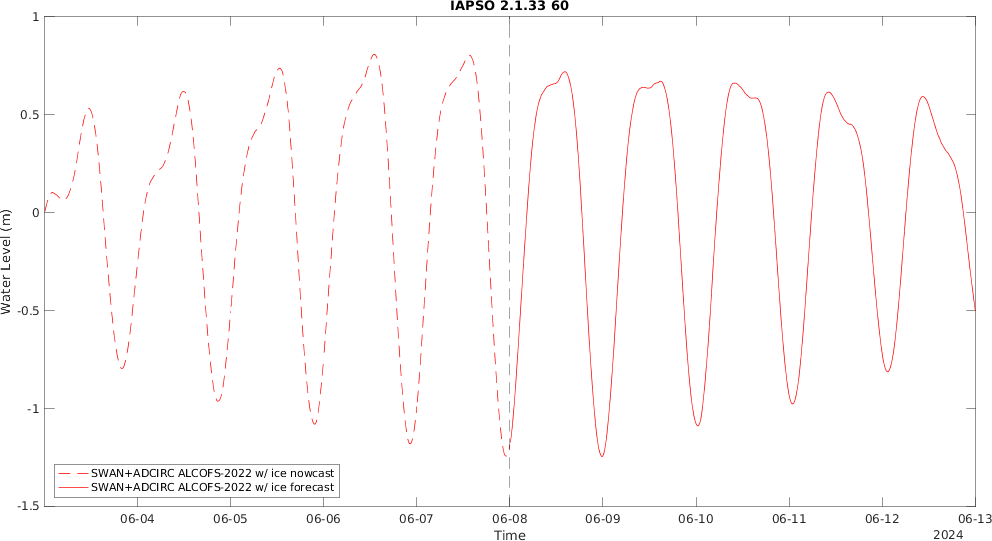 IAPSO 2.1.33 60
1
0.5
0
-0.5
-1
-1.5
Water Level (m)
SWAN+ADCIRC ALCOFS-2022 w/ ice nowcast
SWAN+ADCIRC ALCOFS-2022 w/ ice forecast
06-04 06-05 06-06 06-07 06-08 06-09 06-10 06-11 06-12 06-13
Time
2024